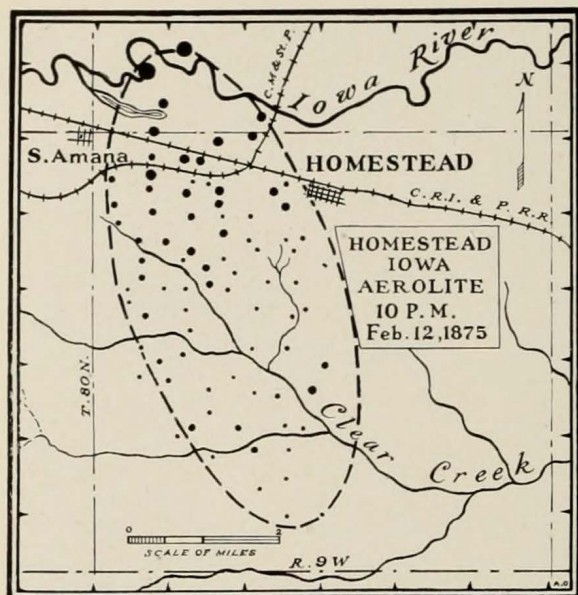 C.M & St. P.
Iowa River
N
S. Amana
HOMESTEAD
C. R. I. & P. R. R.
HOMESTEAD
IOWA
AEROLITE
10 P. M.
Feb. 12, 1875
T. 80 N.
Clear Creek
0 2
SCALE OF MILES
R. 9 W